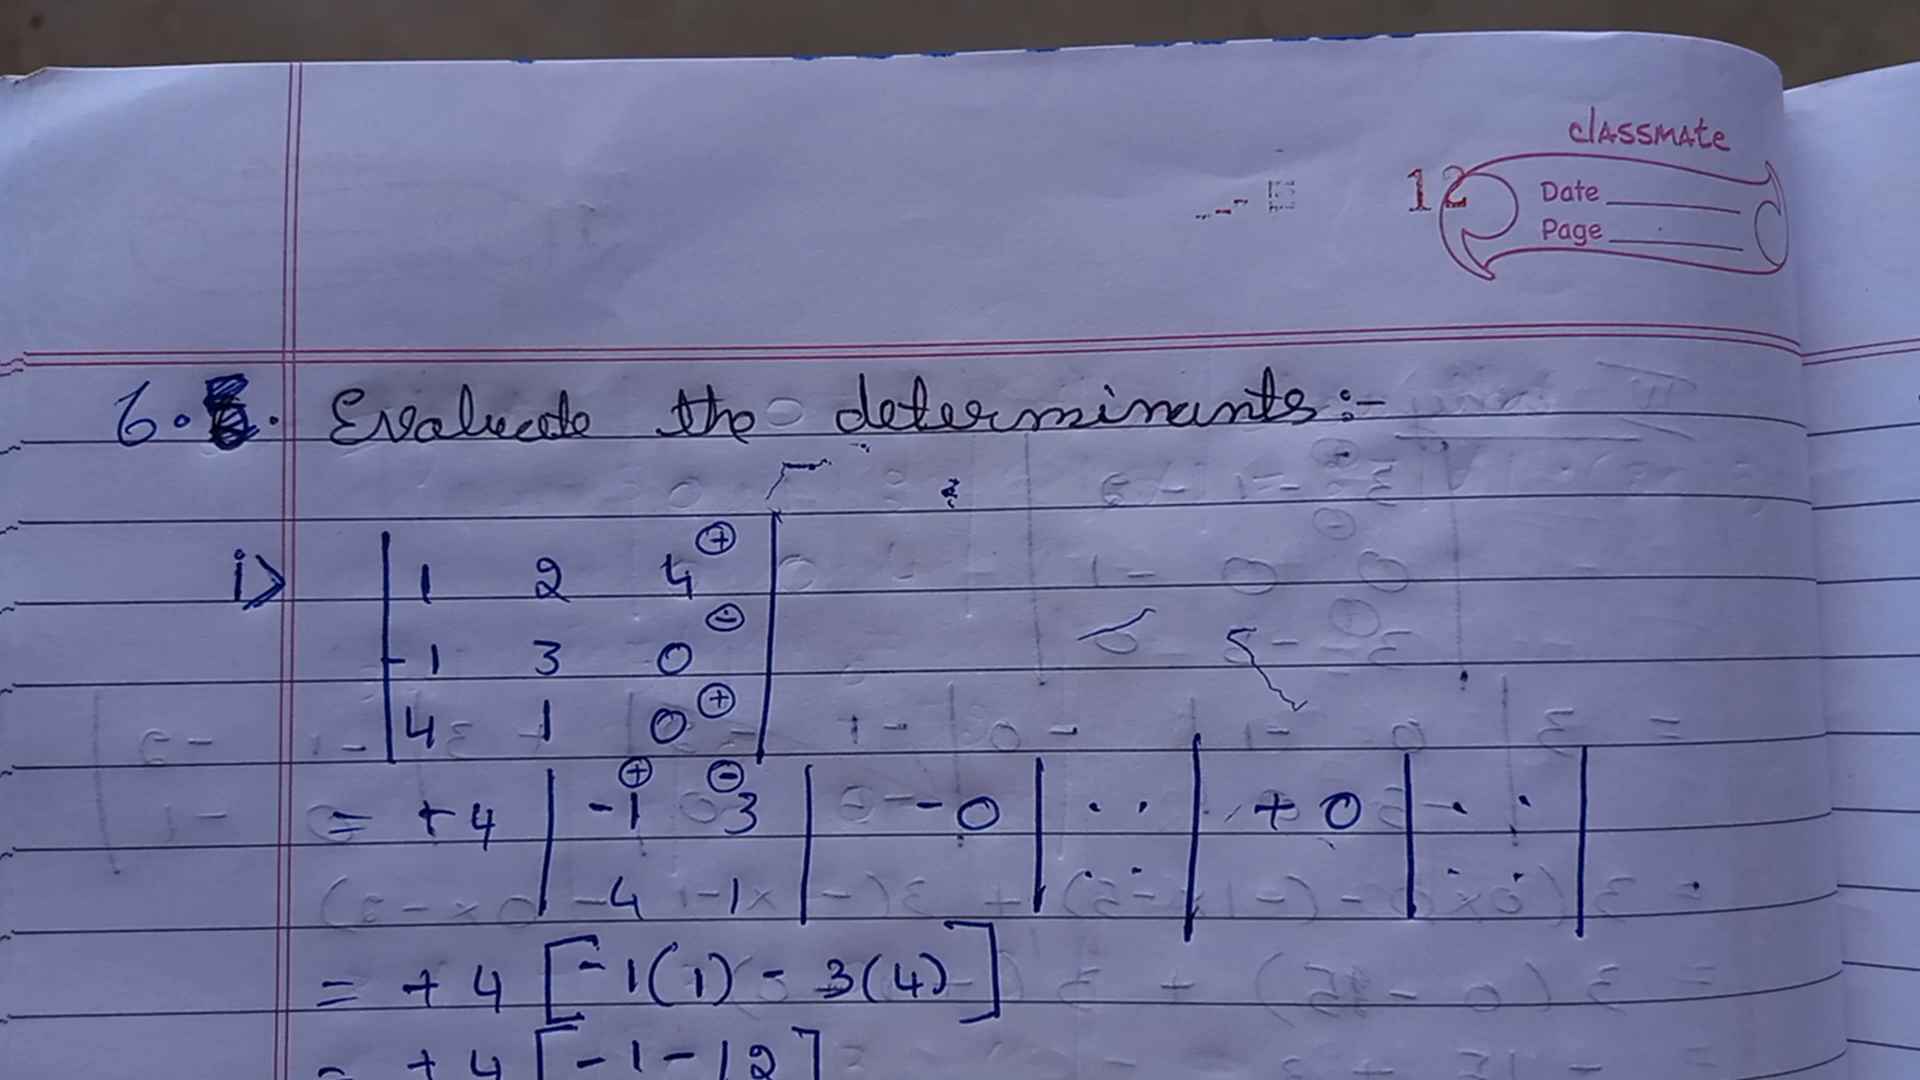 classmate
12
Date
Page
6. Evaluate the determinants:-
i> | 1 2 4 ⊕ |
| -1 3 0 ⊖ |
| 4 1 0 ⊕ |
⊕ ⊖
= +4 | -1 3 | - 0 | . . | + 0 | . . |
| 4 1 | | . . | | . . |
= +4 [-1(1) - 3(4)]
= +4 [-1-12]